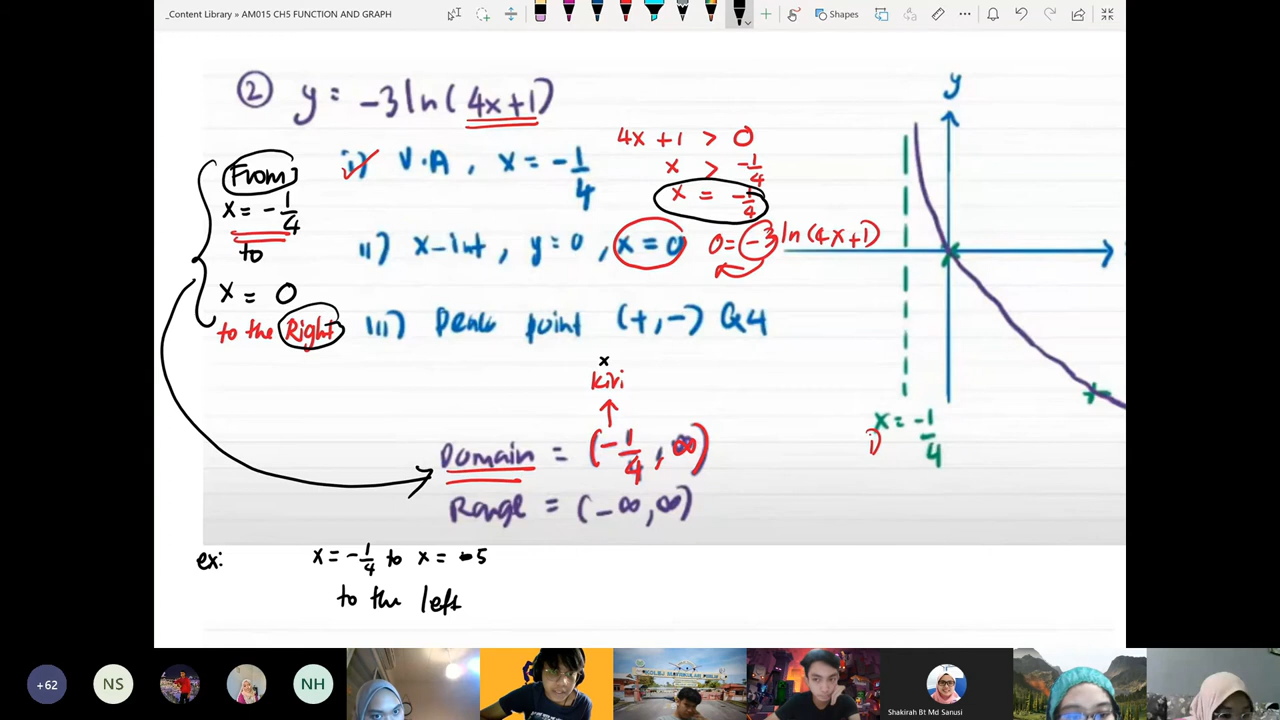 _Content Library » AM015 CH5 FUNCTION AND GRAPH
Shapes
② y = -3ln(4x+1)
4x + 1 > 0
x > -1/4
x = -1/4
i) V.A, x = -1/4
From
x = -1/4
to
x = 0
to the Right
ii) x-int, y = 0, x = 0
0 = -3 ln(4x+1)
iii) point (+, -) Q4
x
kiri
Domain = (-1/4, ∞)
Range = (-∞, ∞)
y
i) x = -1/4
ex: x = -1/4 to x = -5
to the left
+62
NS
NH
Shakirah Bt Md Sanusi